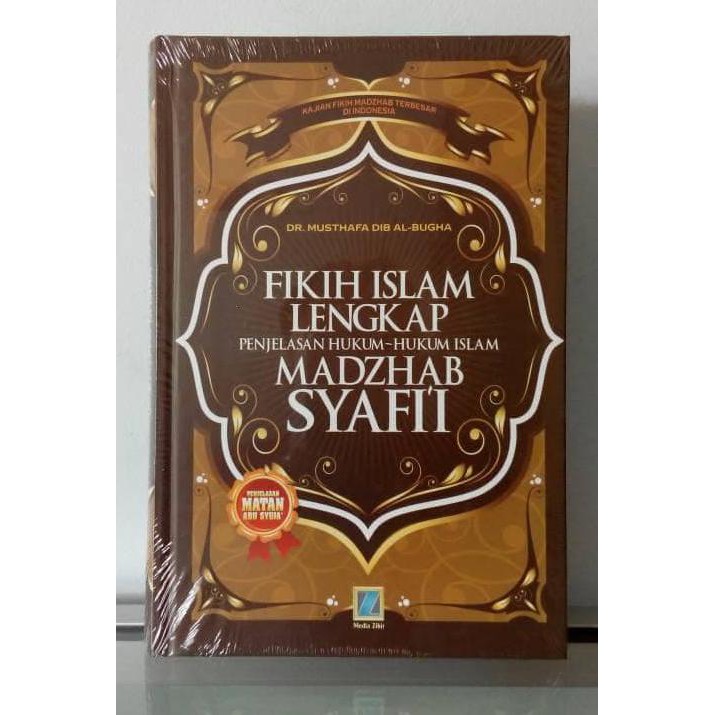 KAJIAN FIKIH MADZHAB TERBESAR
DI INDONESIA
DR. MUSTHAFA DIB AL-BUGHA
FIKIH ISLAM
LENGKAP
PENJELASAN HUKUM~HUKUM ISLAM
MADZHAB
SYAFI'I
PENJELASAN
MATAN
ABU SYUJA'
Media Zikir